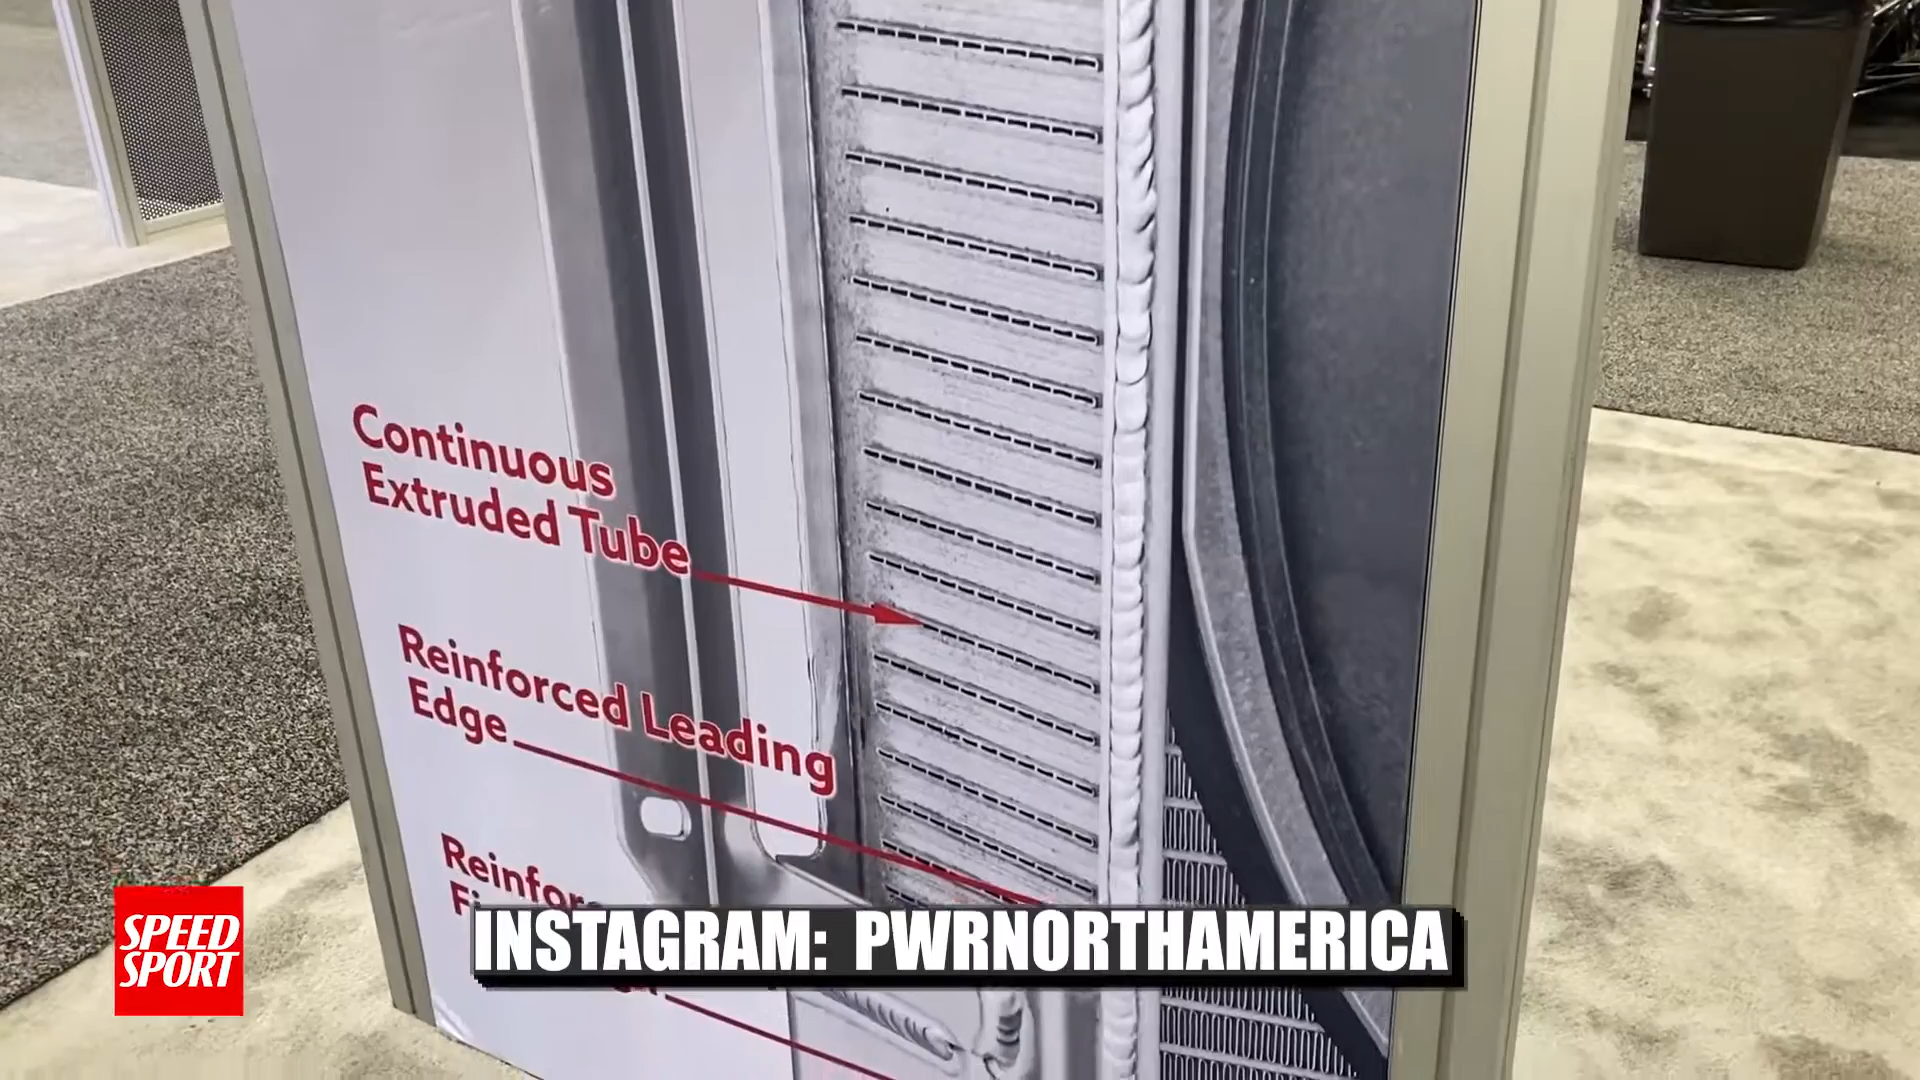 Continuous
Extruded Tube
Reinforced Leading
Edge
SPEED
SPORT
INSTAGRAM: PWRNORTHAMERICA